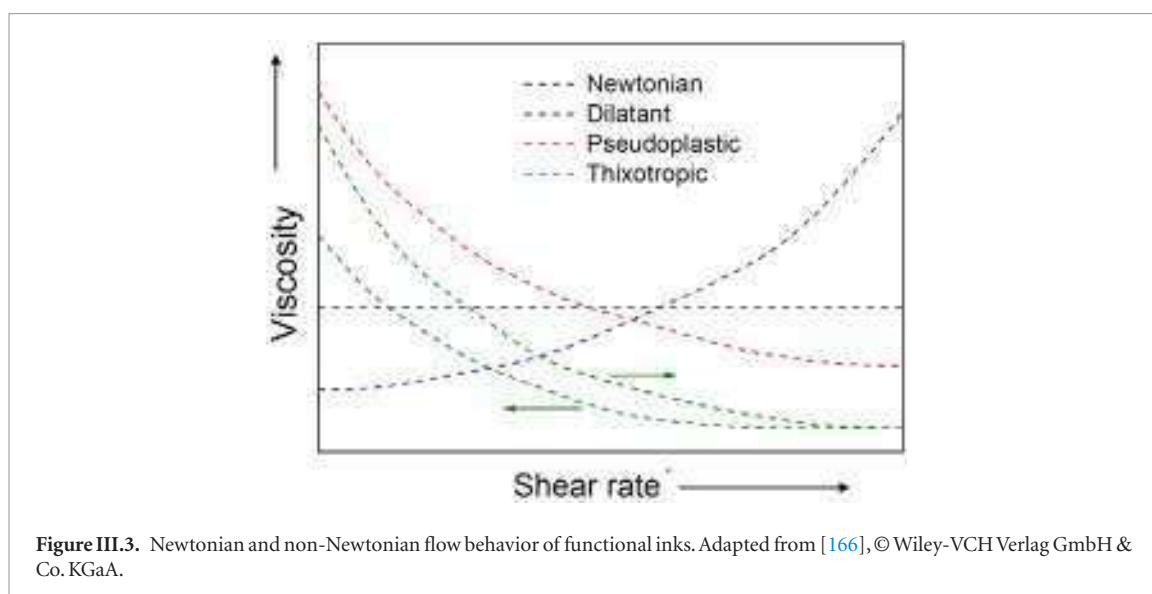 Newtonian
Dilatant
Pseudoplastic
Thixotropic
Viscosity
Shear rate
Figure III.3. Newtonian and non-Newtonian flow behavior of functional inks. Adapted from [166], © Wiley-VCH Verlag GmbH &
Co. KGaA.